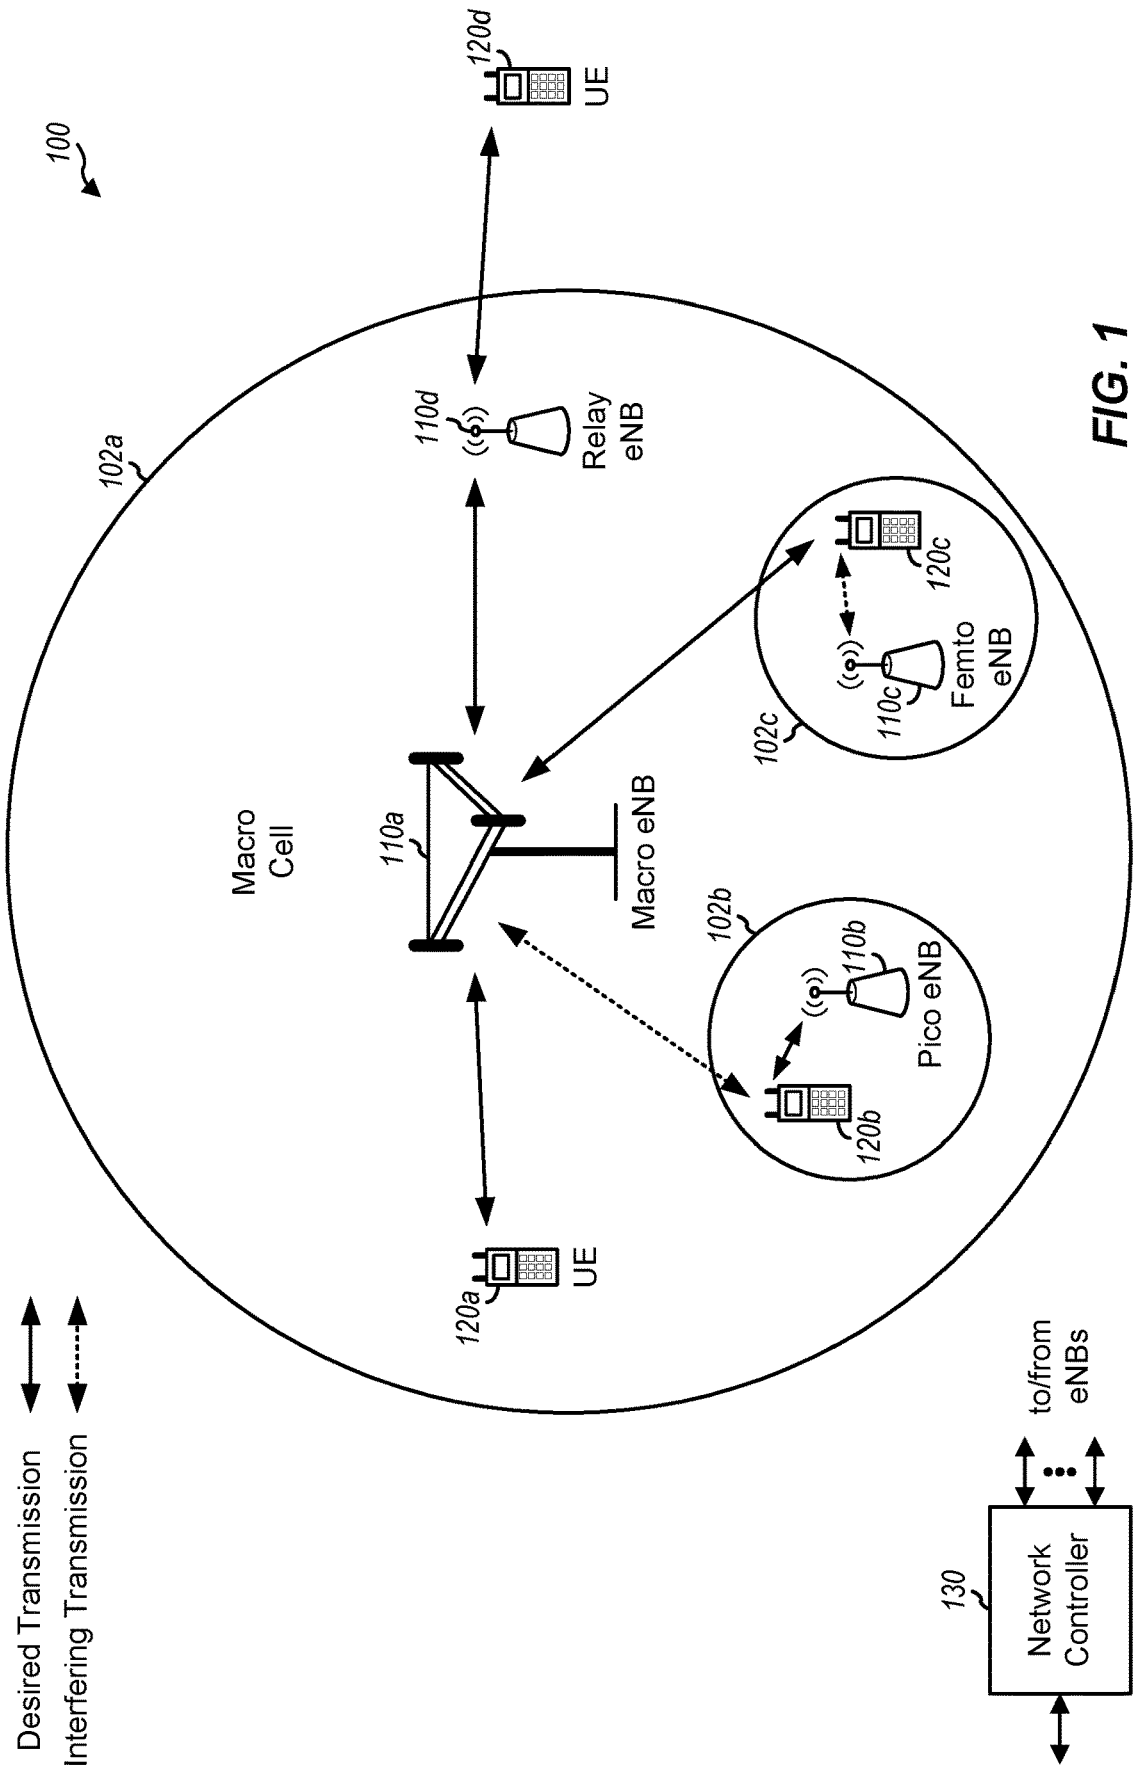 Desired Transmission
Interfering Transmission
100
102a
Macro
Cell
110a
Macro eNB
120a
UE
110d
Relay
eNB
120d
UE
102b
110b
Pico eNB
120b
102c
110c
Femto
eNB
120c
130
Network
Controller
to/from
eNBs
FIG. 1